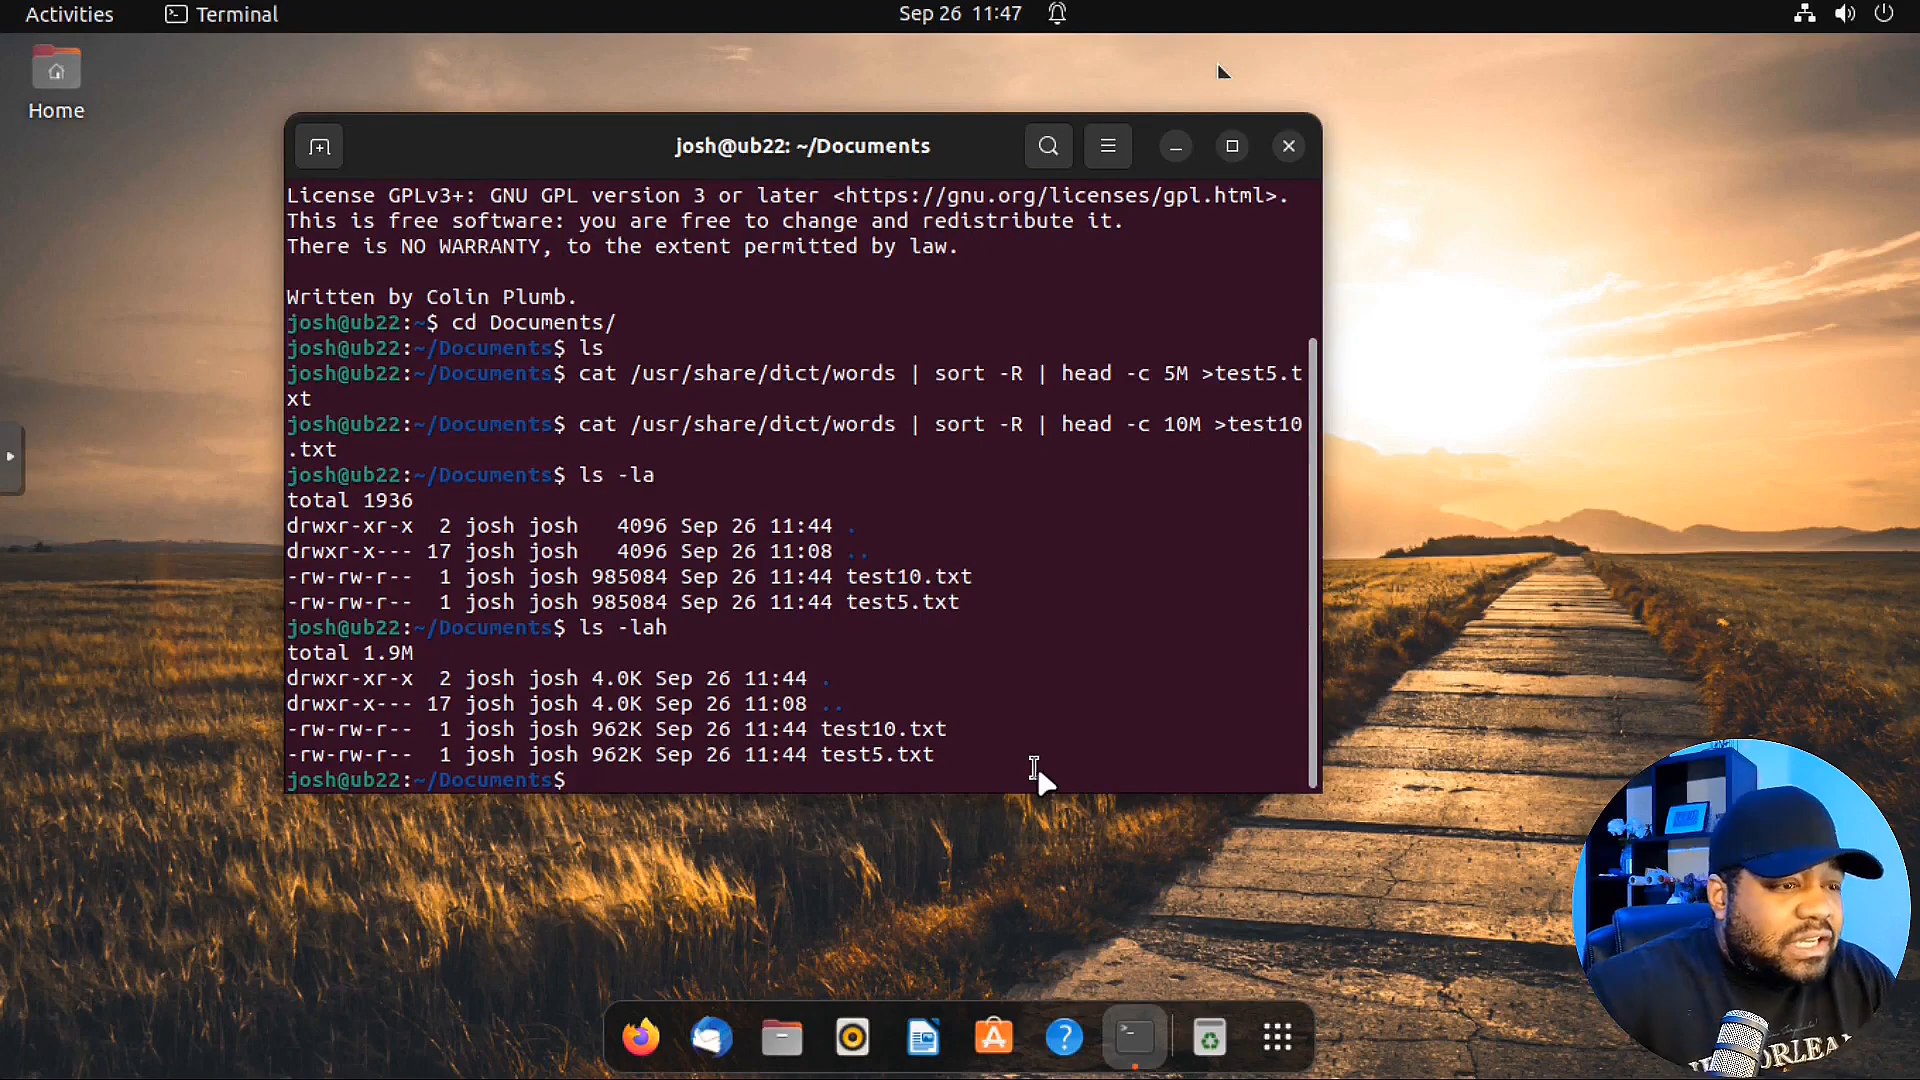 Activities Terminal Sep 26 11:47
Home
josh@ub22: ~/Documents
License GPLv3+: GNU GPL version 3 or later <https://gnu.org/licenses/gpl.html>.
This is free software: you are free to change and redistribute it.
There is NO WARRANTY, to the extent permitted by law.
Written by Colin Plumb.
josh@ub22:~$ cd Documents/
josh@ub22:~/Documents$ ls
josh@ub22:~/Documents$ cat /usr/share/dict/words | sort -R | head -c 5M >test5.t
xt
josh@ub22:~/Documents$ cat /usr/share/dict/words | sort -R | head -c 10M >test10
.txt
josh@ub22:~/Documents$ ls -la
total 1936
drwxr-xr-x 2 josh josh 4096 Sep 26 11:44 .
drwxr-x--- 17 josh josh 4096 Sep 26 11:08 ..
-rw-rw-r-- 1 josh josh 985084 Sep 26 11:44 test10.txt
-rw-rw-r-- 1 josh josh 985084 Sep 26 11:44 test5.txt
josh@ub22:~/Documents$ ls -lah
total 1.9M
drwxr-xr-x 2 josh josh 4.0K Sep 26 11:44 .
drwxr-x--- 17 josh josh 4.0K Sep 26 11:08 ..
-rw-rw-r-- 1 josh josh 962K Sep 26 11:44 test10.txt
-rw-rw-r-- 1 josh josh 962K Sep 26 11:44 test5.txt
josh@ub22:~/Documents$